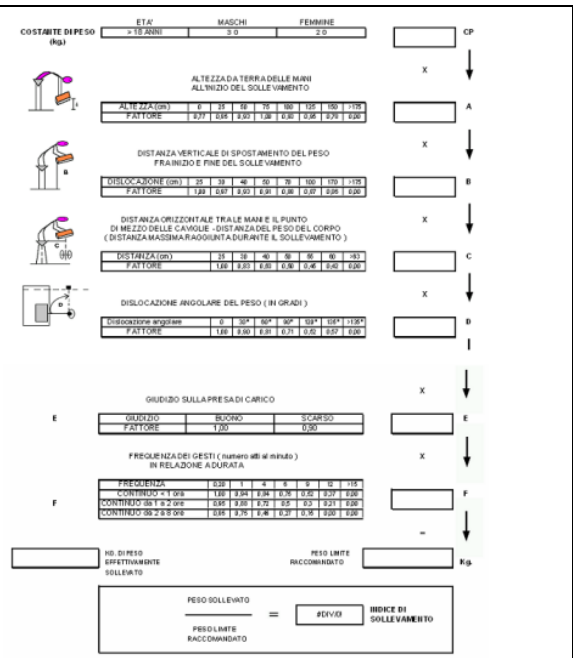 ETA' MASCHI FEMMINE
COSTANTE DI PESO > 18 ANNI 30 20 CP
(kg.)
X
ALTEZZA DA TERRA DELLE MANI
ALL'INIZIO DEL SOLLEVAMENTO
ALTEZZA (cm) 0 25 50 75 100 125 150 >175
FATTORE 0,77 0,85 0,93 1,00 0,93 0,85 0,78 0,00
A
X
DISTANZA VERTICALE DI SPOSTAMENTO DEL PESO
FRA INIZIO E FINE DEL SOLLEVAMENTO
DISLOCAZIONE (cm) 25 30 40 50 70 100 170 >175
FATTORE 1,00 0,97 0,93 0,91 0,88 0,87 0,00
B
B
DISTANZA ORIZZONTALE TRA LE MANI E IL PUNTO X
DI MEZZO DELLE CAVIGLIE - DISTANZA DEL PESO DEL CORPO
( DISTANZA MASSIMA RAGGIUNTA DURANTE IL SOLLEVAMENTO )
C
DISTANZA (cm) 25 30 40 50 55 60 >63
FATTORE 1,00 0,83 0,63 0,50 0,45 0,42 0,00
C
X
D
DISLOCAZIONE ANGOLARE DEL PESO ( IN GRADI )
Dislocazione angolare 0 30° 60° 90° 120° 135° >135°
FATTORE 1,00 0,90 0,81 0,71 0,52 0,57 0,00
D
X
GIUDIZIO SULLA PRESA DI CARICO
E GIUDIZIO BUONO SCARSO E
FATTORE 1,00 0,90
FREQUENZA DEI GESTI ( numero atti al minuto ) X
IN RELAZIONE A DURATA
FREQUENZA 0,20 1 4 6 9 12 >15
CONTINUO < 1 ora 1,00 0,94 0,84 0,75 0,52 0,37 0,00
F CONTINUO da 1 a 2 ore 0,95 0,88 0,72 0,5 0,3 0,21 0,00 F
CONTINUO da 2 a 8 ore 0,85 0,75 0,45 0,27 0,15 0,00 0,00
=
KG. DI PESO PESO LIMITE
EFFETTIVAMENTE RACCOMANDATO Kg.
SOLLEVATO
PESO SOLLEVATO
= #DIV/0! INDICE DI
SOLLEVAMENTO
PESO LIMITE
RACCOMANDATO